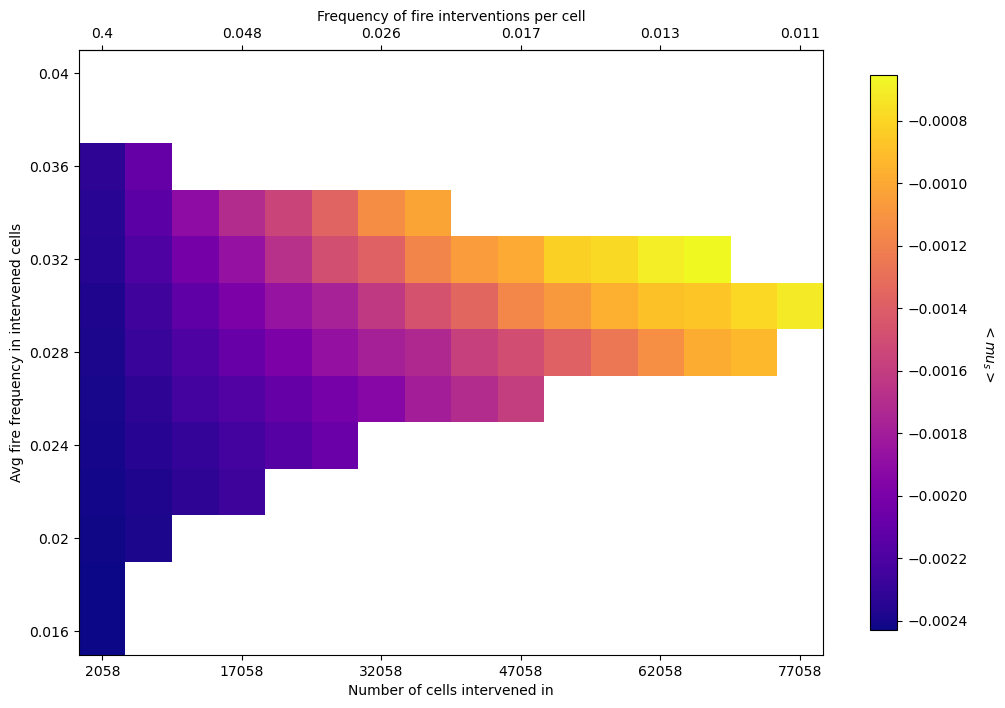 Frequency of fire interventions per cell
0.4 0.048 0.026 0.017 0.013 0.011
0.04
0.036
0.032
0.028
0.024
0.02
0.016
Avg fire frequency in intervened cells
2058 17058 32058 47058 62058 77058
Number of cells intervened in
−0.0008
−0.0010
−0.0012
−0.0014
−0.0016
−0.0018
−0.0020
−0.0022
−0.0024
< mu_s >